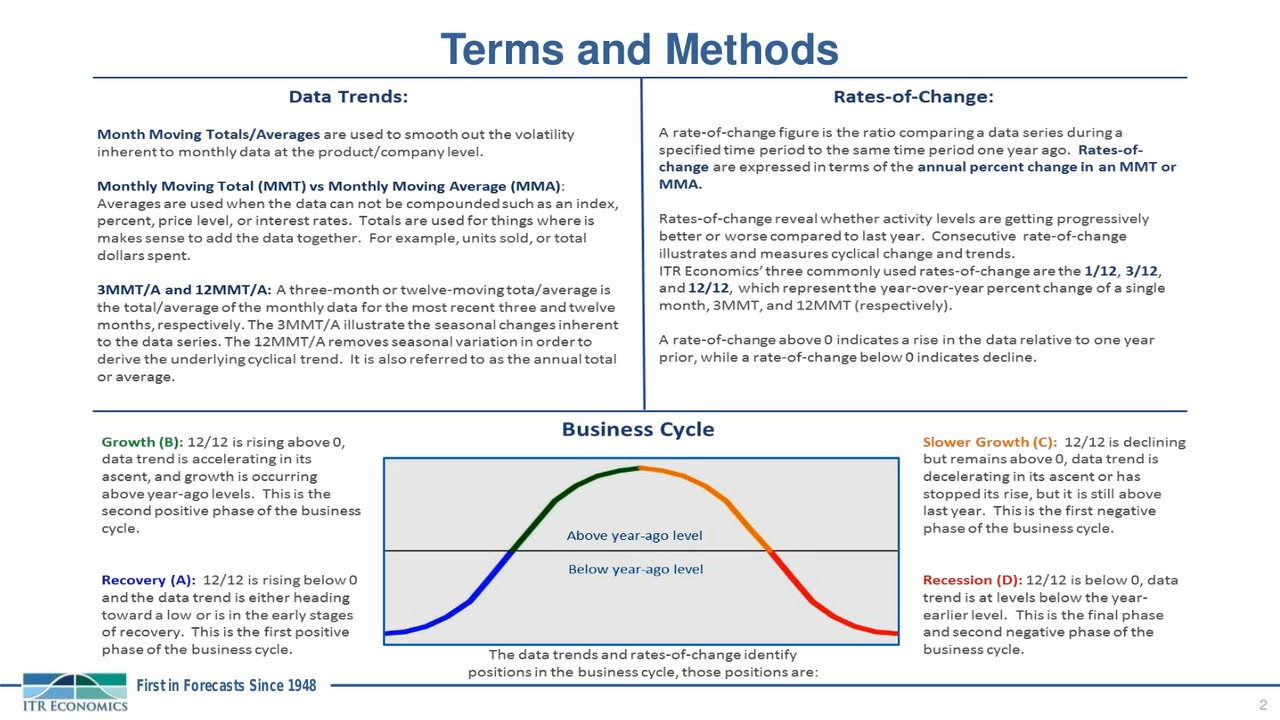 Terms and Methods
Data Trends:
Month Moving Totals/Averages are used to smooth out the volatility
inherent to monthly data at the product/company level.
Monthly Moving Total (MMT) vs Monthly Moving Average (MMA):
Averages are used when the data can not be compounded such as an index,
percent, price level, or interest rates.  Totals are used for things where is
makes sense to add the data together.  For example, units sold, or total
dollars spent.
3MMT/A and 12MMT/A: A three-month or twelve-moving tota/average is
the total/average of the monthly data for the most recent three and twelve
months, respectively. The 3MMT/A illustrate the seasonal changes inherent
to the data series. The 12MMT/A removes seasonal variation in order to
derive the underlying cyclical trend.  It is also referred to as the annual total
or average.
Rates-of-Change:
A rate-of-change figure is the ratio comparing a data series during a
specified time period to the same time period one year ago.  Rates-of-
change are expressed in terms of the annual percent change in an MMT or
MMA.
Rates-of-change reveal whether activity levels are getting progressively
better or worse compared to last year.  Consecutive  rate-of-change
illustrates and measures cyclical change and trends.
ITR Economics' three commonly used rates-of-change are the 1/12, 3/12,
and 12/12,  which represent the year-over-year percent change of a single
month, 3MMT, and 12MMT (respectively).
A rate-of-change above 0 indicates a rise in the data relative to one year
prior, while a rate-of-change below 0 indicates decline.
Business Cycle
Growth (B): 12/12 is rising above 0,
data trend is accelerating in its
ascent, and growth is occurring
above year-ago levels.  This is the
second positive phase of the business
cycle.
Recovery (A):  12/12 is rising below 0
and the data trend is either heading
toward a low or is in the early stages
of recovery.  This is the first positive
phase of the business cycle.
Above year-ago level
Below year-ago level
The data trends and rates-of-change identify
positions in the business cycle, those positions are:
Slower Growth (C):  12/12 is declining
but remains above 0, data trend is
decelerating in its ascent or has
stopped its rise, but it is still above
last year.  This is the first negative
phase of the business cycle.
Recession (D): 12/12 is below 0, data
trend is at levels below the year-
earlier level.  This is the final phase
and second negative phase of the
business cycle.
ITR ECONOMICS
First in Forecasts Since 1948
2